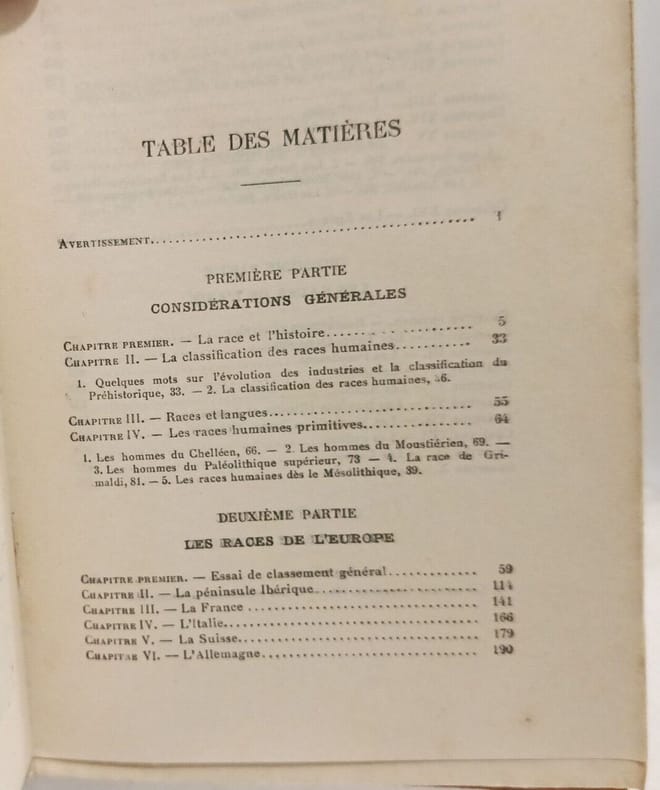 TABLE DES MATIÈRES
AVERTISSEMENT........................................ 1
PREMIÈRE PARTIE
CONSIDÉRATIONS GÉNÉRALES
CHAPITRE PREMIER. — La race et l'histoire.................... 5
CHAPITRE II. — La classification des races humaines........... 33
1. Quelques mots sur l'évolution des industries et la classification du
Préhistorique, 33. — 2. La classification des races humaines, 46.
CHAPITRE III. — Races et langues............................ 55
CHAPITRE IV. — Les races humaines primitives................ 64
1. Les hommes du Chelléen, 66. — 2. Les hommes du Moustiérien, 69. —
3. Les hommes du Paléolithique supérieur, 73 — 4. La race de Gri-
maldi, 81. — 5. Les races humaines dès le Mésolithique, 89.
DEUXIÈME PARTIE
LES RACES DE L'EUROPE
CHAPITRE PREMIER. — Essai de classement général............. 59
CHAPITRE II. — La péninsule Ibérique....................... 114
CHAPITRE III. — La France ................................. 141
CHAPITRE IV. — L'Italie.................................... 166
CHAPITRE V. — La Suisse................................... 179
CHAPITRE VI. — L'Allemagne................................ 190